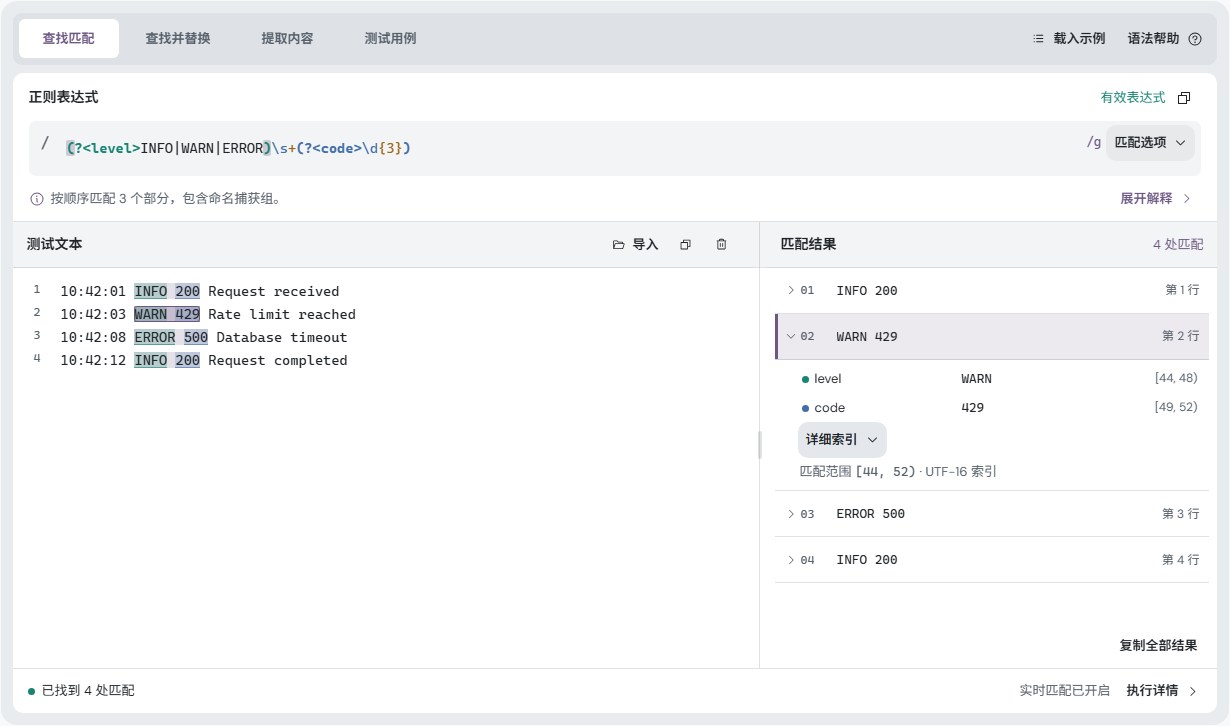 查找匹配 查找并替换 提取内容 测试用例 载入示例 语法帮助
正则表达式 有效表达式
/ (?<level>INFO|WARN|ERROR)\s+(?<code>\d{3}) /g 匹配选项
按顺序匹配 3 个部分，包含命名捕获组。 展开解释
测试文本 导入 匹配结果 4 处匹配
1 10:42:01 INFO 200 Request received
2 10:42:03 WARN 429 Rate limit reached
3 10:42:08 ERROR 500 Database timeout
4 10:42:12 INFO 200 Request completed
01 INFO 200 第 1 行
02 WARN 429 第 2 行
level WARN [44, 48)
code 429 [49, 52)
详细索引
匹配范围 [44, 52) · UTF-16 索引
03 ERROR 500 第 3 行
04 INFO 200 第 4 行
复制全部结果
已找到 4 处匹配 实时匹配已开启 执行详情